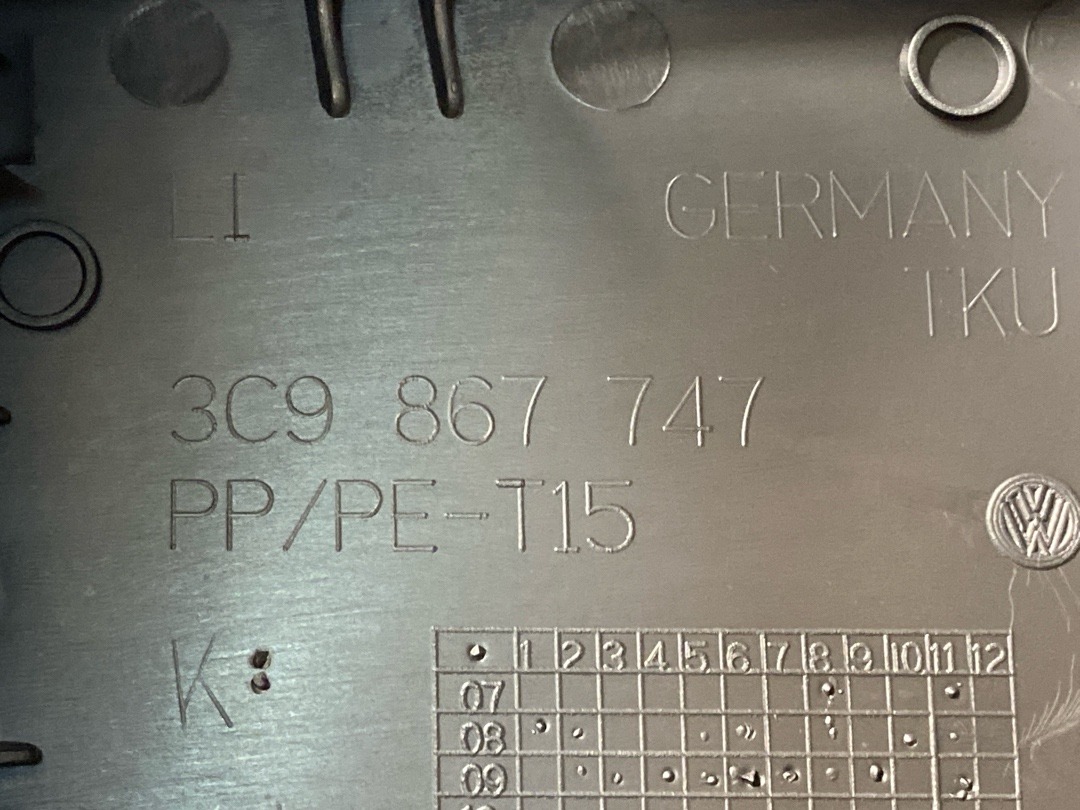 LI GERMANY
TKU
3C9 867 747
PP/PE-T15
K:
1 2 3 4 5 6 7 8 9 10 11 12
07
08
09